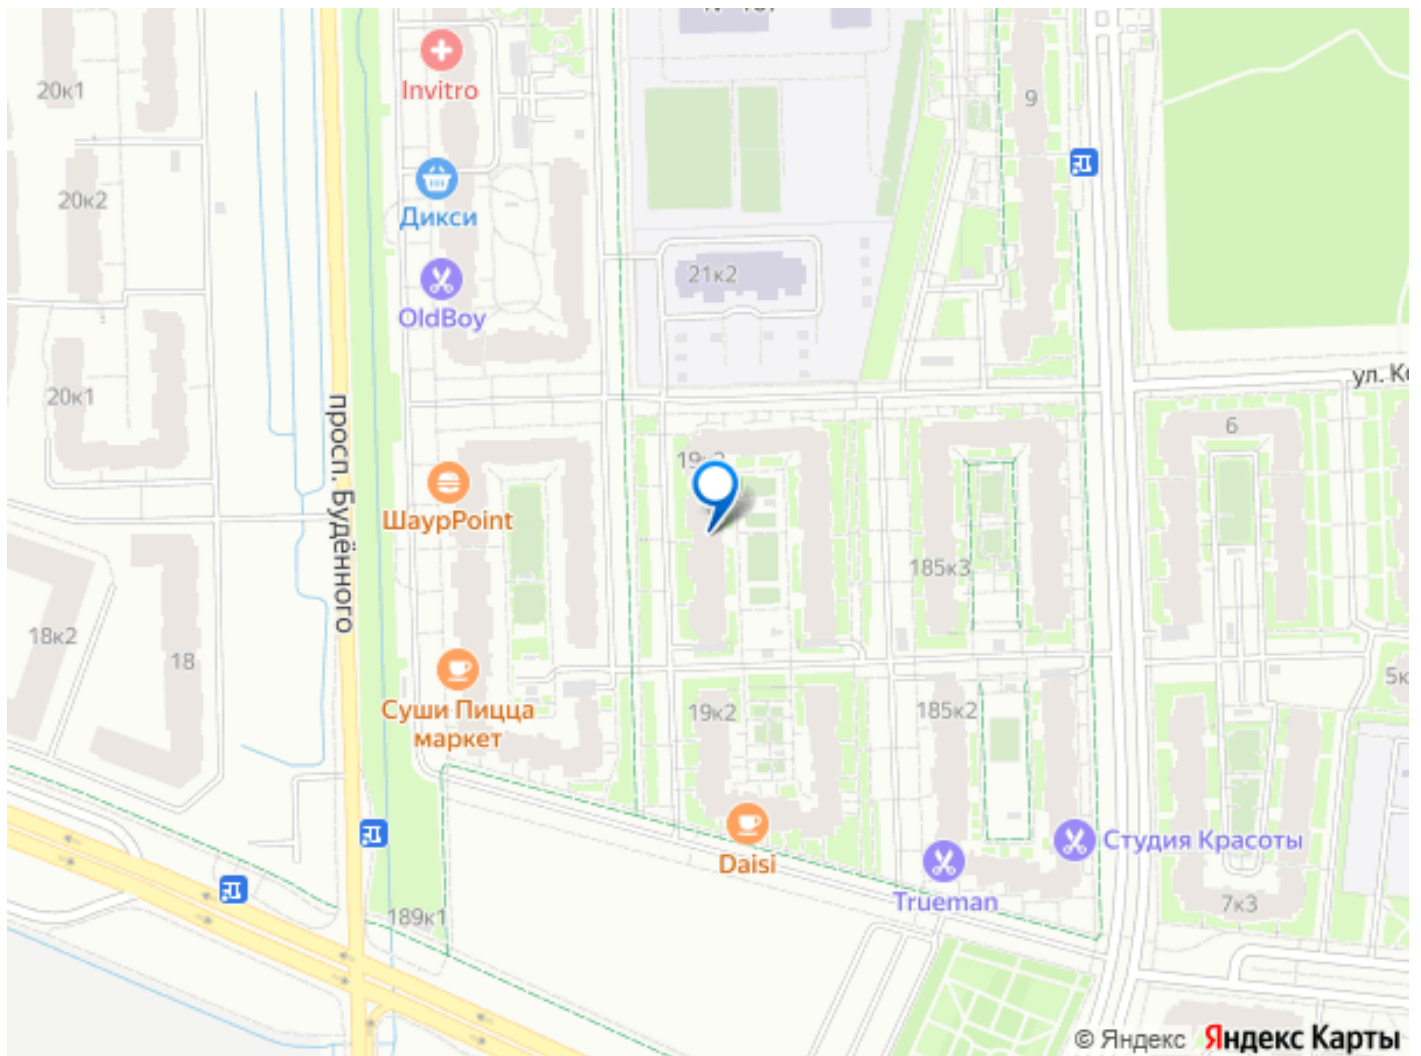 20к1
Invitro
9
20к2
Дикси
21к2
OldBoy
20к1
ул. Ко
6
просп. Будённого
ШаурPoint
185к3
18к2
18
Суши Пицца
маркет
19к2
185к2
5к
Daisi
Студия Красоты
Trueman
7к3
189к1
© Яндекс Яндекс Карты